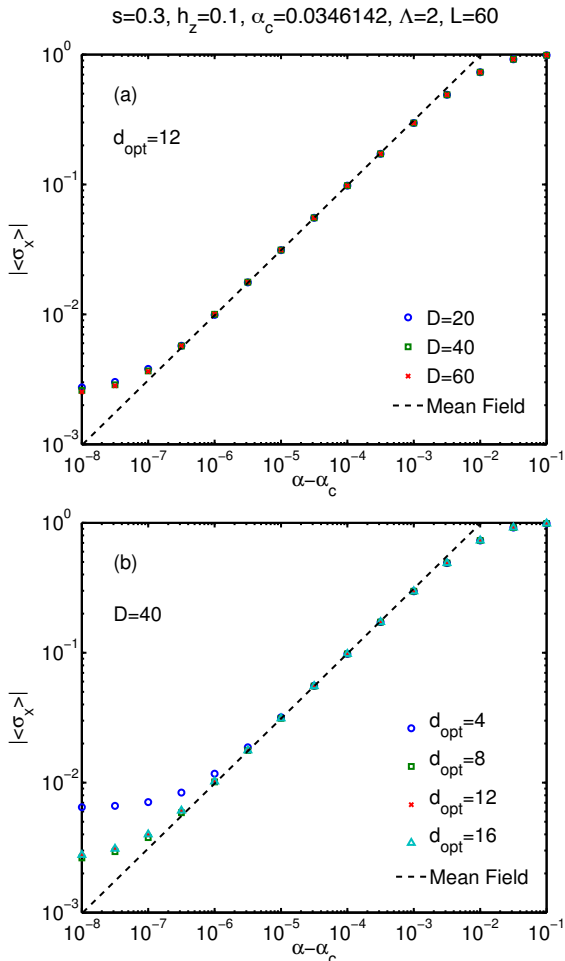 s=0.3, h_z=0.1, α_c=0.0346142, Λ=2, L=60
10^0
(a)
d_opt=12
10^−1
|<σ_x>|
10^−2
D=20
D=40
D=60
Mean Field
10^−3
10^−8 10^−7 10^−6 10^−5 10^−4 10^−3 10^−2 10^−1
α−α_c
10^0
(b)
D=40
10^−1
|<σ_x>|
d_opt=4
10^−2
d_opt=8
d_opt=12
d_opt=16
Mean Field
10^−3
10^−8 10^−7 10^−6 10^−5 10^−4 10^−3 10^−2 10^−1
α−α_c